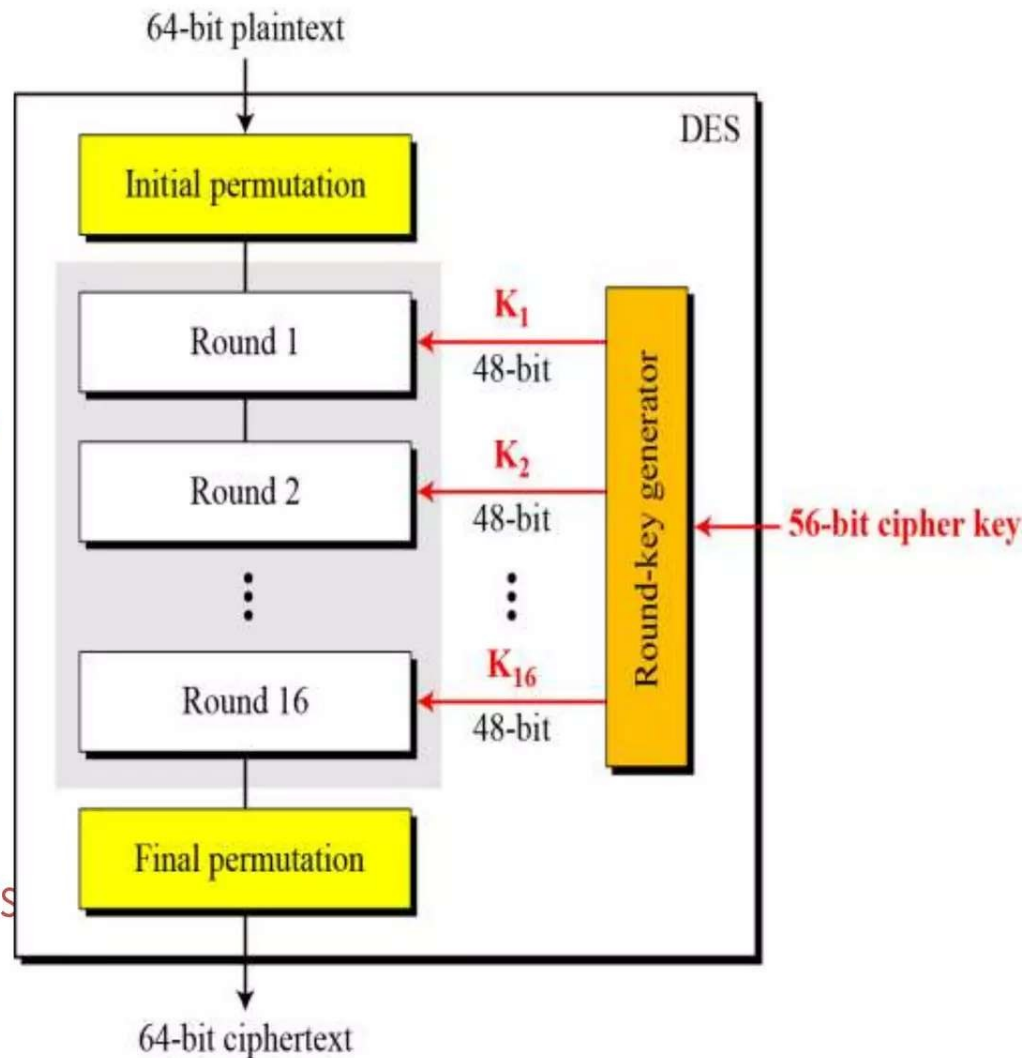 64-bit plaintext
DES
Initial permutation
Round 1
K₁
48-bit
Round 2
K₂
48-bit
Round-key generator
56-bit cipher key
Round 16
K₁₆
48-bit
Final permutation
S
64-bit ciphertext